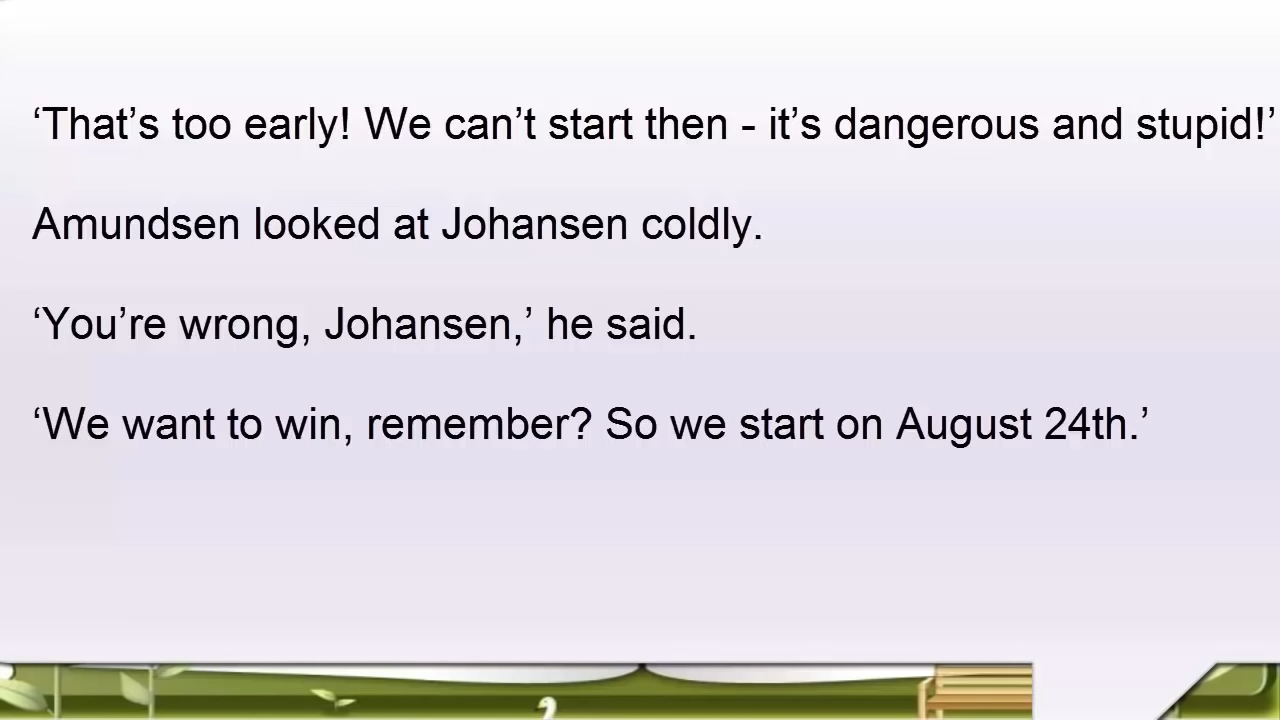 ‘That’s too early! We can’t start then - it’s dangerous and stupid!’
Amundsen looked at Johansen coldly.
‘You’re wrong, Johansen,’ he said.
‘We want to win, remember? So we start on August 24th.’